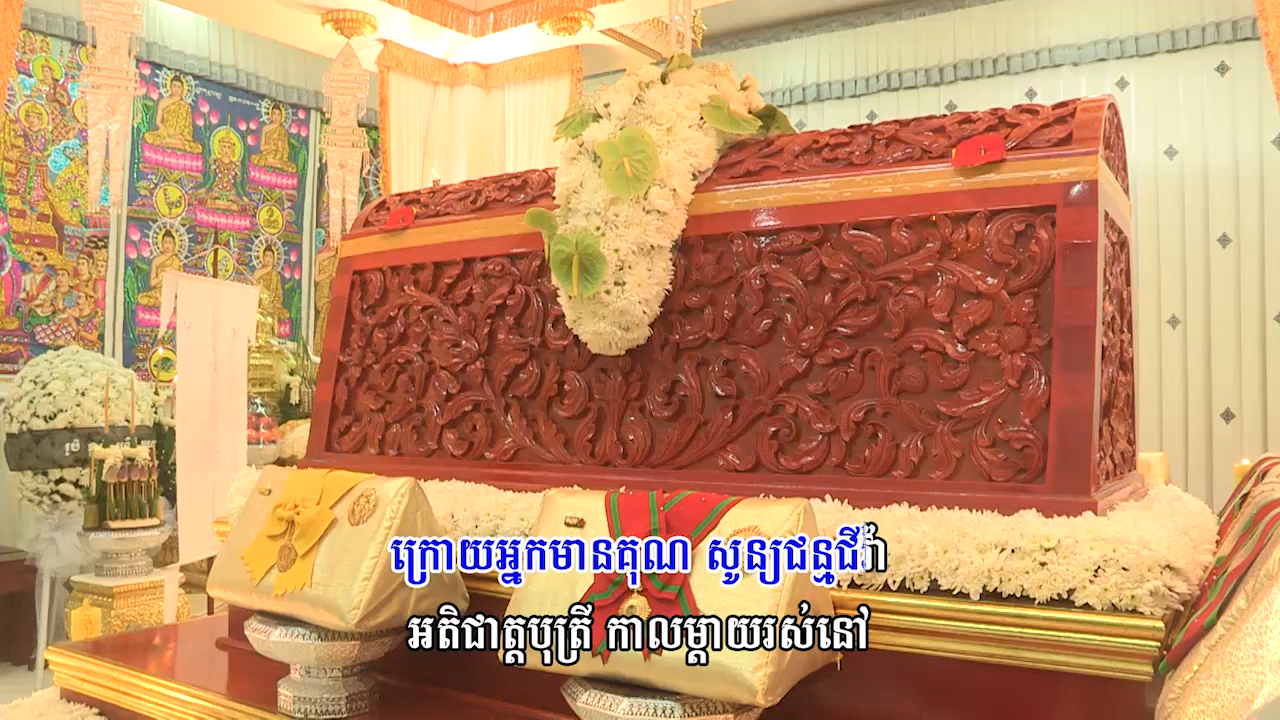 ក្រោយអ្នកមានគុណ សូន្យជន្មជីវ៉ា
អតិជាត្តបុត្រី កាលម្តាយរស់នៅ